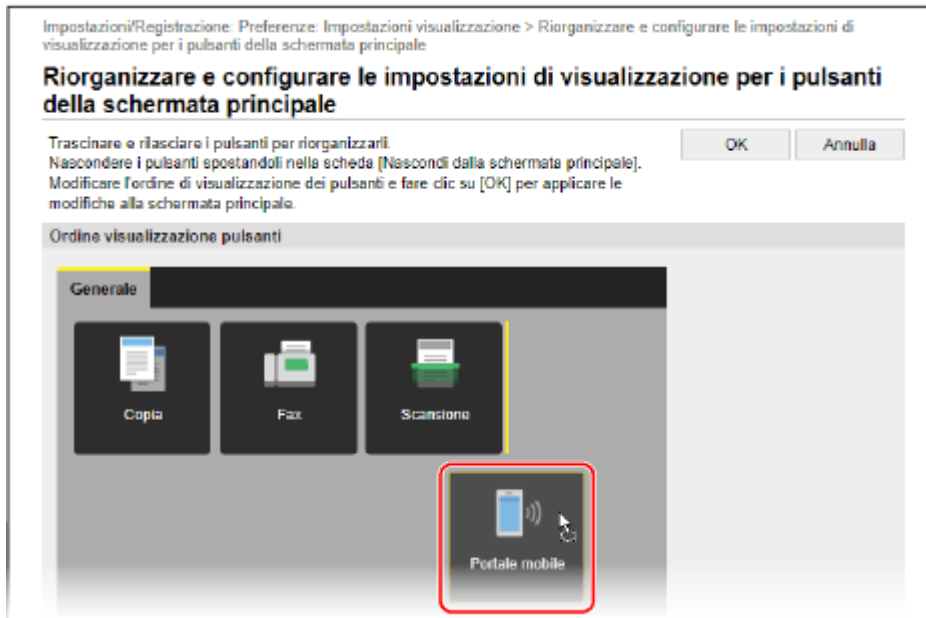 Impostazioni/Registrazione: Preferenze: Impostazioni visualizzazione > Riorganizzare e configurare le impostazioni di
visualizzazione per i pulsanti della schermata principale
Riorganizzare e configurare le impostazioni di visualizzazione per i pulsanti
della schermata principale
Trascinare e rilasciare i pulsanti per riorganizzarli.
Nascondere i pulsanti spostandoli nella scheda [Nascondi dalla schermata principale].
Modificare l'ordine di visualizzazione dei pulsanti e fare clic su [OK] per applicare le
modifiche alla schermata principale.
OK
Annulla
Ordine visualizzazione pulsanti
Generale
Copia
Fax
Scansione
Portale mobile